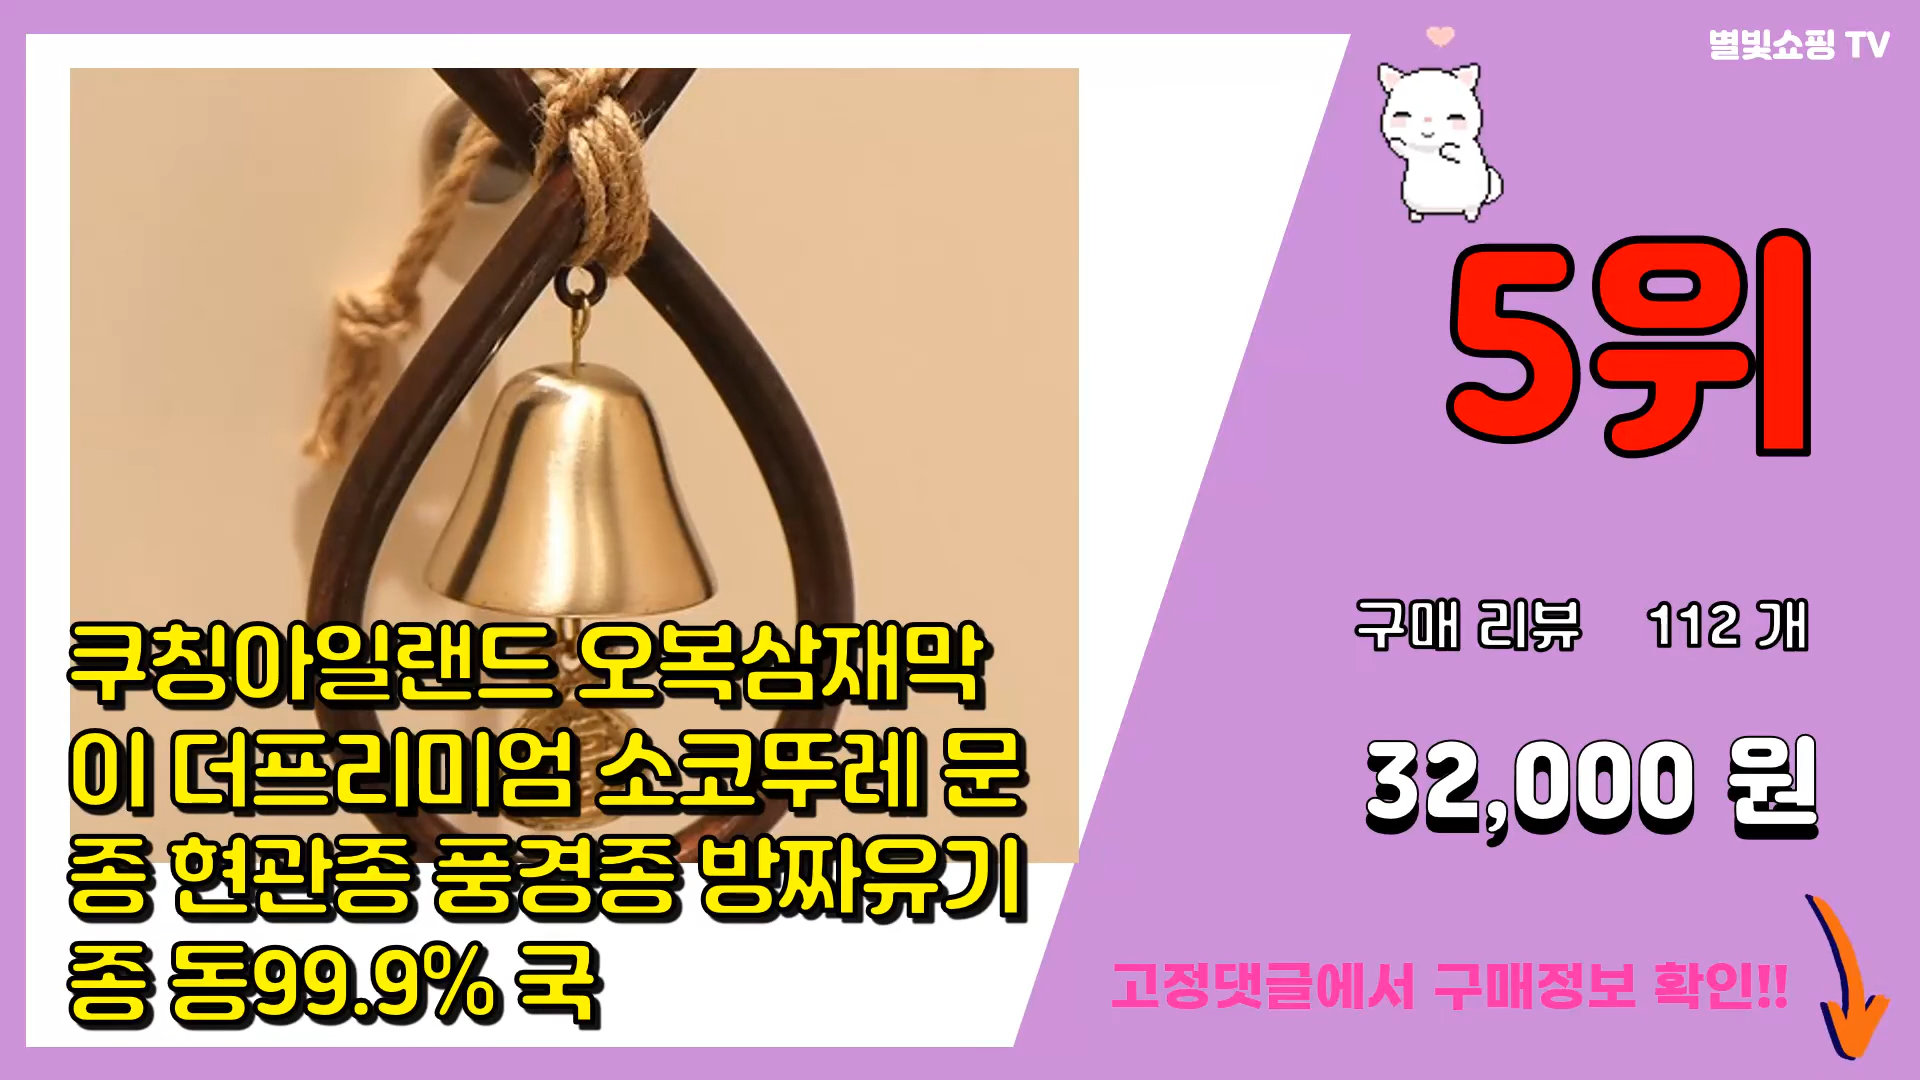 별빛쇼핑 TV
5위
구매 리뷰 112 개
32,000 원
쿠칭아일랜드 오복삼재막
이 더프리미엄 소코뚜레 문
종 현관종 풍경종 방짜유기
종 동99.9% 국
고정댓글에서 구매정보 확인!!